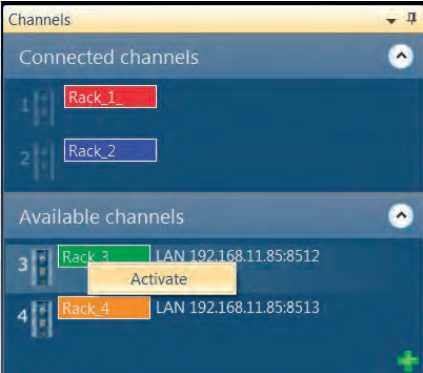 Channels
Connected channels
1 Rack_1_
2 Rack_2
Available channels
3 Rack_3 LAN 192.168.11.85:8512
Activate
4 Rack_4 LAN 192.168.11.85:8513